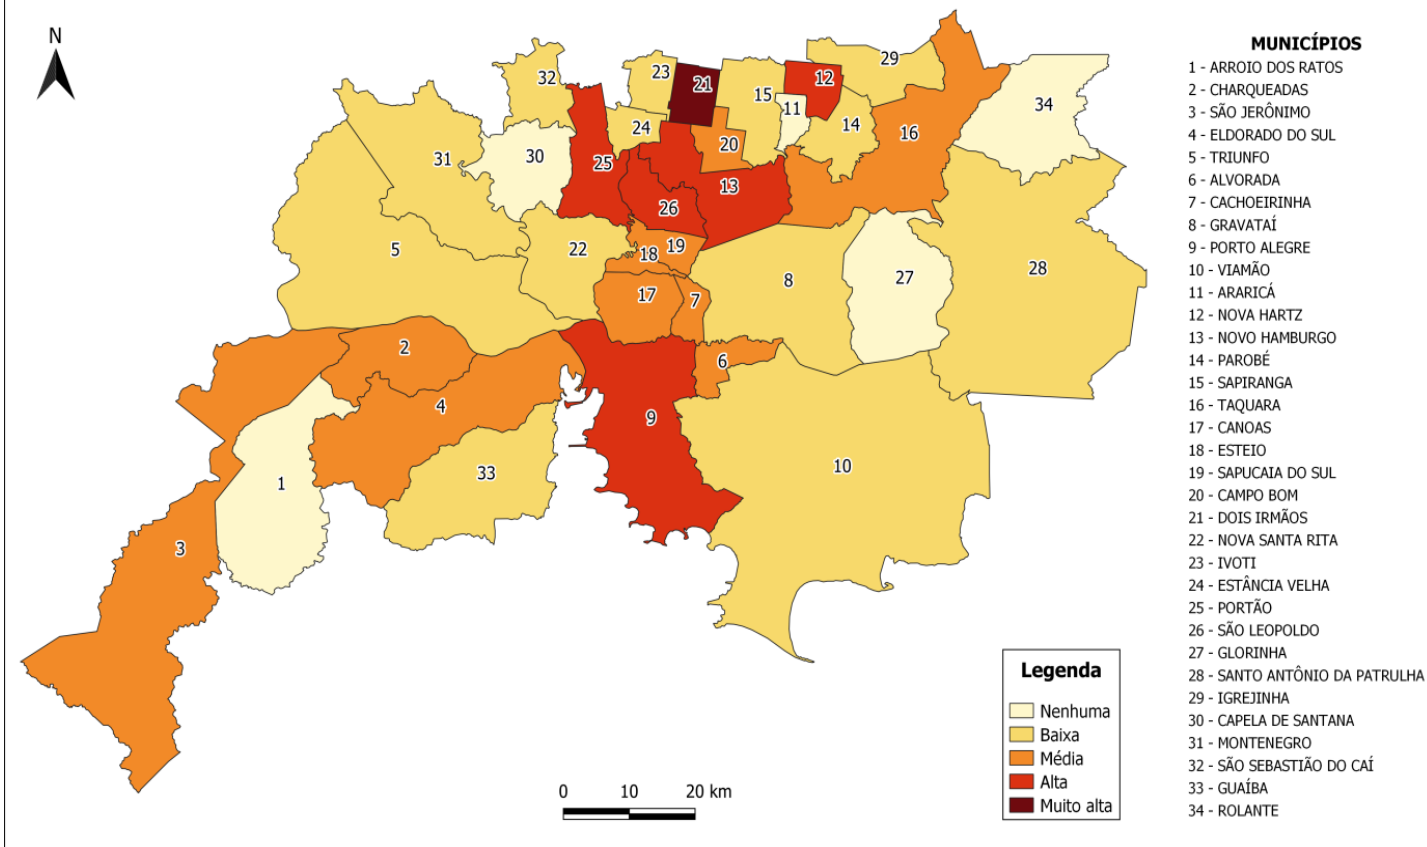 N
MUNICÍPIOS
1 - ARROIO DOS RATOS
2 - CHARQUEADAS
3 - SÃO JERÔNIMO
4 - ELDORADO DO SUL
5 - TRIUNFO
6 - ALVORADA
7 - CACHOEIRINHA
8 - GRAVATAÍ
9 - PORTO ALEGRE
10 - VIAMÃO
11 - ARARICÁ
12 - NOVA HARTZ
13 - NOVO HAMBURGO
14 - PAROBÉ
15 - SAPIRANGA
16 - TAQUARA
17 - CANOAS
18 - ESTEIO
19 - SAPUCAIA DO SUL
20 - CAMPO BOM
21 - DOIS IRMÃOS
22 - NOVA SANTA RITA
23 - IVOTI
24 - ESTÂNCIA VELHA
25 - PORTÃO
26 - SÃO LEOPOLDO
27 - GLORINHA
28 - SANTO ANTÔNIO DA PATRULHA
29 - IGREJINHA
30 - CAPELA DE SANTANA
31 - MONTENEGRO
32 - SÃO SEBASTIÃO DO CAÍ
33 - GUAÍBA
34 - ROLANTE
32
23
21
15
12
29
11
34
24
14
16
20
31
30
25
13
26
5
22
18
19
8
27
28
17
7
2
6
4
9
10
33
1
3
Legenda
Nenhuma
Baixa
Média
Alta
Muito alta
0 10 20 km